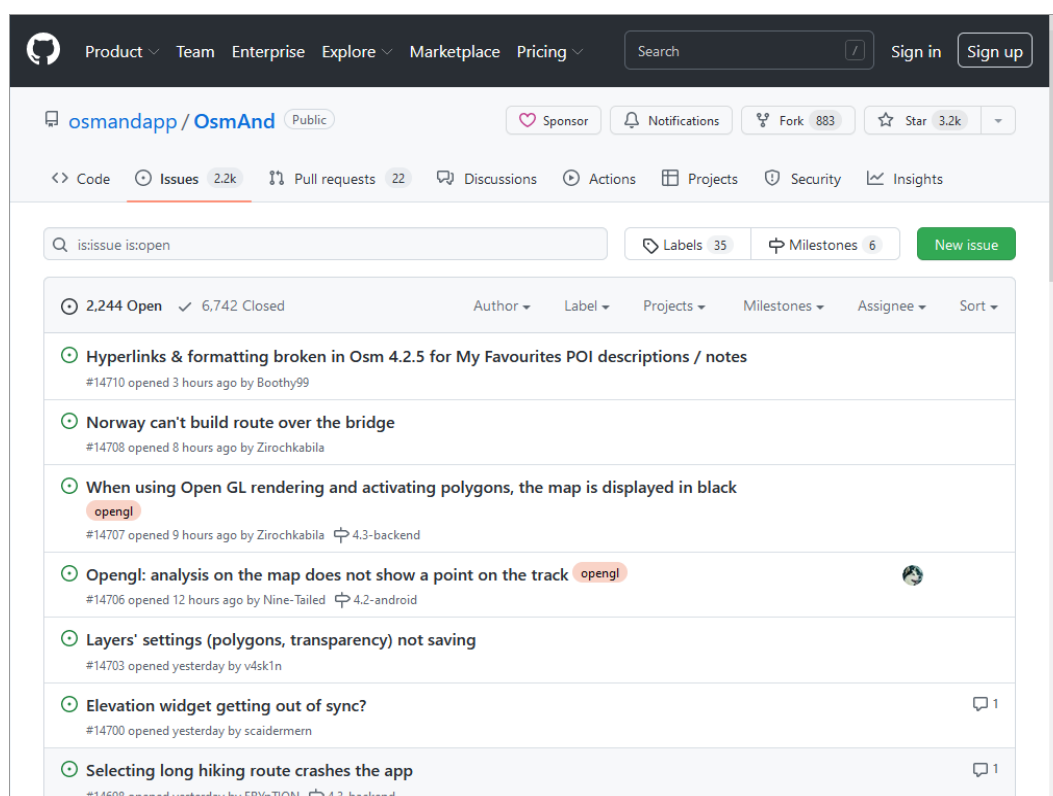 Product Team Enterprise Explore Marketplace Pricing Search / Sign in Sign up
osmandapp / OsmAnd Public Sponsor Notifications Fork 883 Star 3.2k
Code Issues 2.2k Pull requests 22 Discussions Actions Projects Security Insights
is:issue is:open Labels 35 Milestones 6 New issue
2,244 Open 6,742 Closed Author Label Projects Milestones Assignee Sort
Hyperlinks & formatting broken in Osm 4.2.5 for My Favourites POI descriptions / notes
#14710 opened 3 hours ago by Boothy99
Norway can't build route over the bridge
#14708 opened 8 hours ago by Zirochkabila
When using Open GL rendering and activating polygons, the map is displayed in black
opengl
#14707 opened 9 hours ago by Zirochkabila 4.3-backend
Opengl: analysis on the map does not show a point on the track opengl
#14706 opened 12 hours ago by Nine-Tailed 4.2-android
Layers' settings (polygons, transparency) not saving
#14703 opened yesterday by v4sk1n
Elevation widget getting out of sync? 1
#14700 opened yesterday by scaidermern
Selecting long hiking route crashes the app 1
#14698 opened yesterday by 4.3-backend